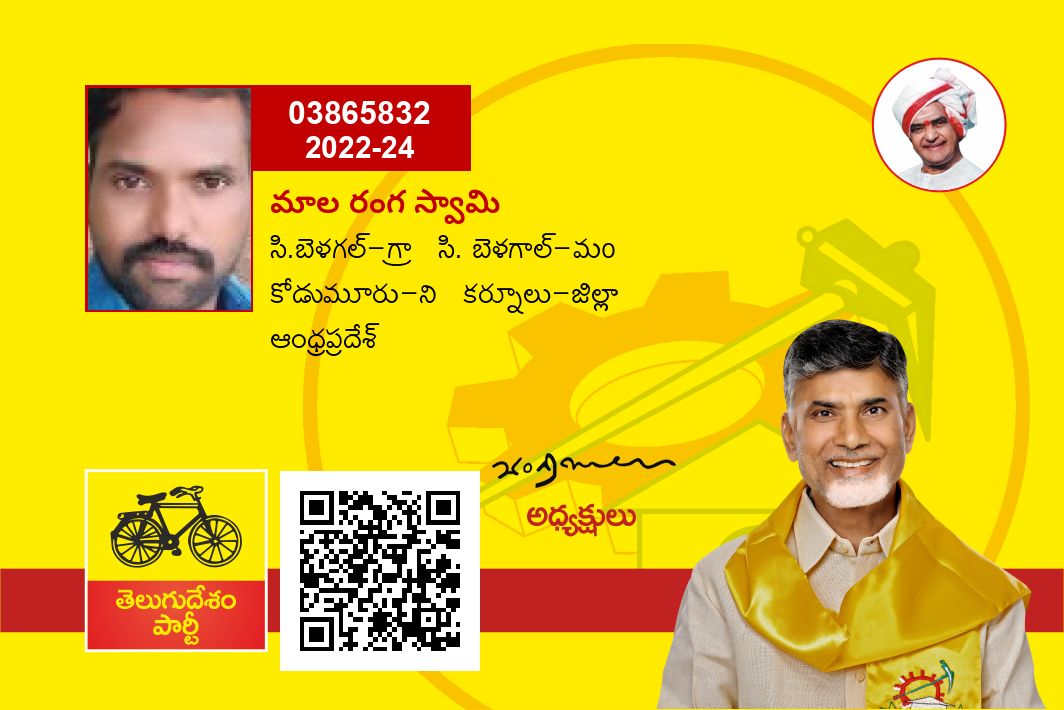 03865832
2022-24
మాల రంగ స్వామి
సి.బెళగల్-గ్రా సి. బెళగాల్-మం
కోడుమూరు-ని కర్నూలు-జిల్లా
ఆంధ్రప్రదేశ్
అధ్యక్షులు
తెలుగుదేశం
పార్టీ